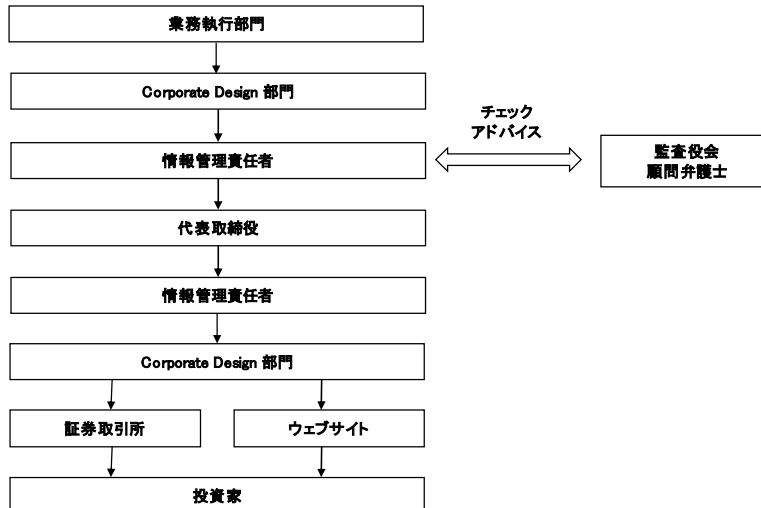 業務執行部門
Corporate Design 部門
チェック
アドバイス
情報管理責任者
監査役会
顧問弁護士
代表取締役
情報管理責任者
Corporate Design 部門
証券取引所
ウェブサイト
投資家